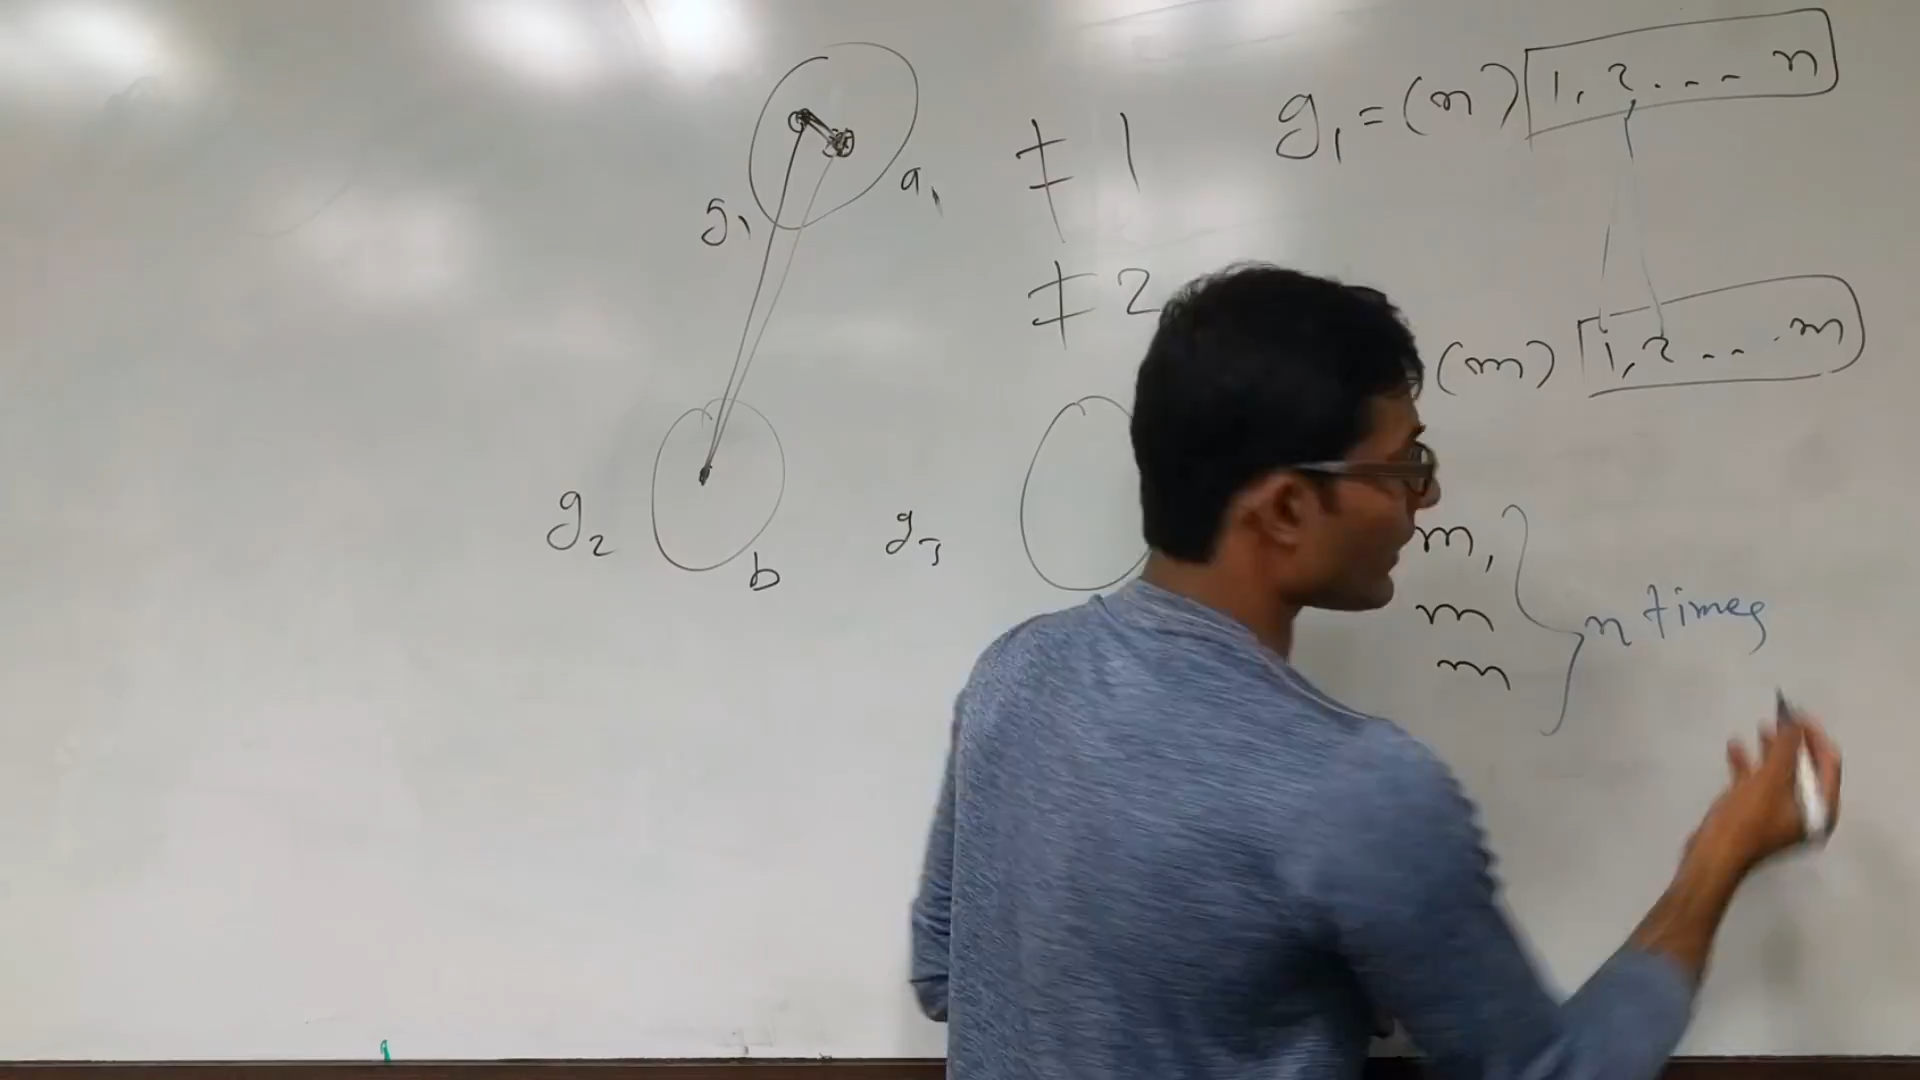 g₁ = (n) 1, 2 . . . n
a₁
g₁
≠ 1
≠ 2
(m) 1, 2 . . . m
g₂
b
g₃
m,
m
m
n times